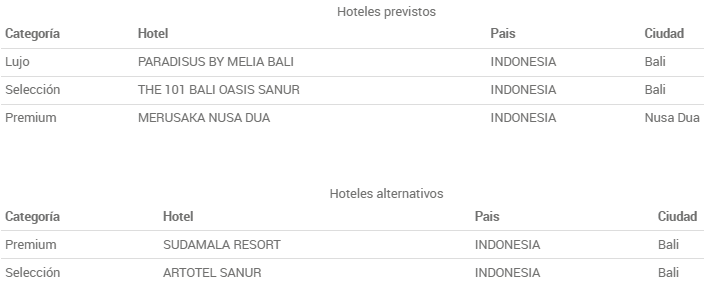 Hoteles previstos
Categoría Hotel Pais Ciudad
Lujo PARADISUS BY MELIA BALI INDONESIA Bali
Selección THE 101 BALI OASIS SANUR INDONESIA Bali
Premium MERUSAKA NUSA DUA INDONESIA Nusa Dua
Hoteles alternativos
Categoría Hotel Pais Ciudad
Premium SUDAMALA RESORT INDONESIA Bali
Selección ARTOTEL SANUR INDONESIA Bali